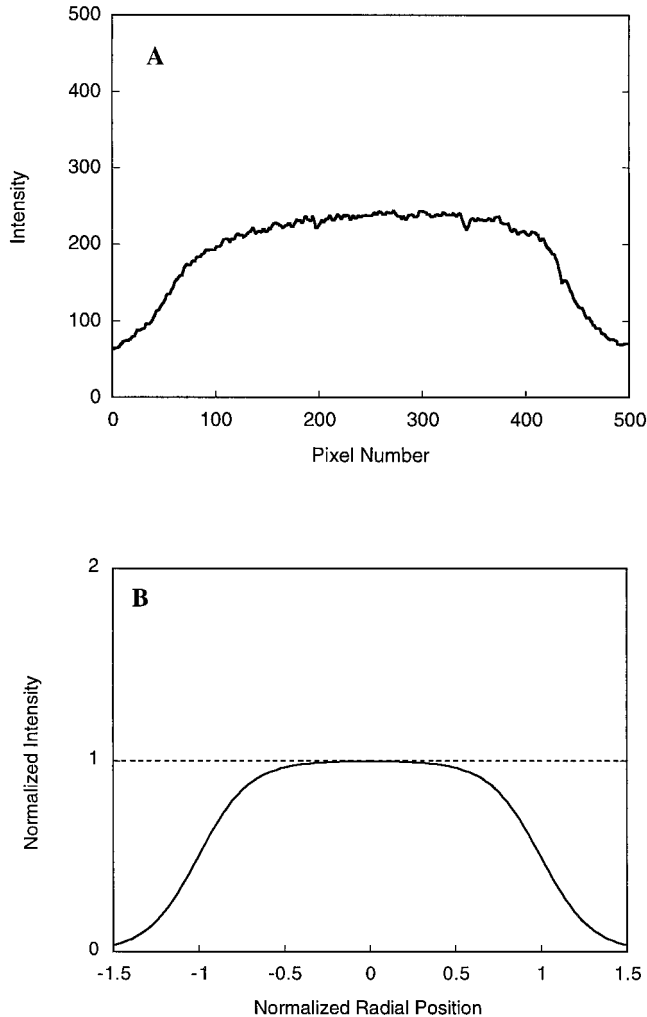 500
A
400
300
200
100
0
0 100 200 300 400 500
Intensity
Pixel Number
2
B
1
0
-1.5 -1 -0.5 0 0.5 1 1.5
Normalized Intensity
Normalized Radial Position